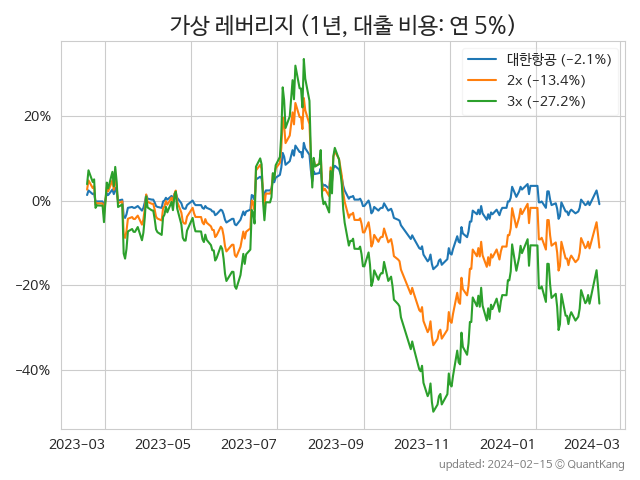 가상 레버리지 (1년, 대출 비용: 연 5%)
대한항공 (−2.1%)
2x (−13.4%)
3x (−27.2%)
20%
0%
−20%
−40%
2023-03 2023-05 2023-07 2023-09 2023-11 2024-01 2024-03
updated: 2024-02-15 © QuantKang